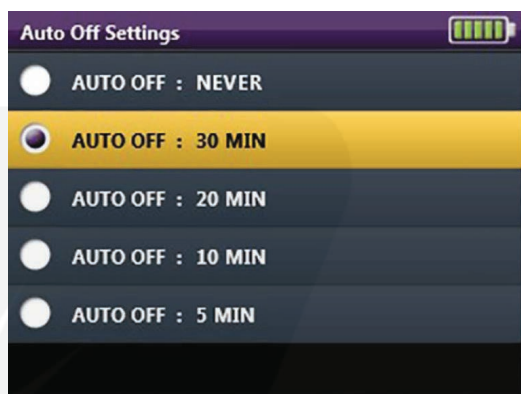 Auto Off Settings
AUTO OFF : NEVER
AUTO OFF : 30 MIN
AUTO OFF : 20 MIN
AUTO OFF : 10 MIN
AUTO OFF : 5 MIN